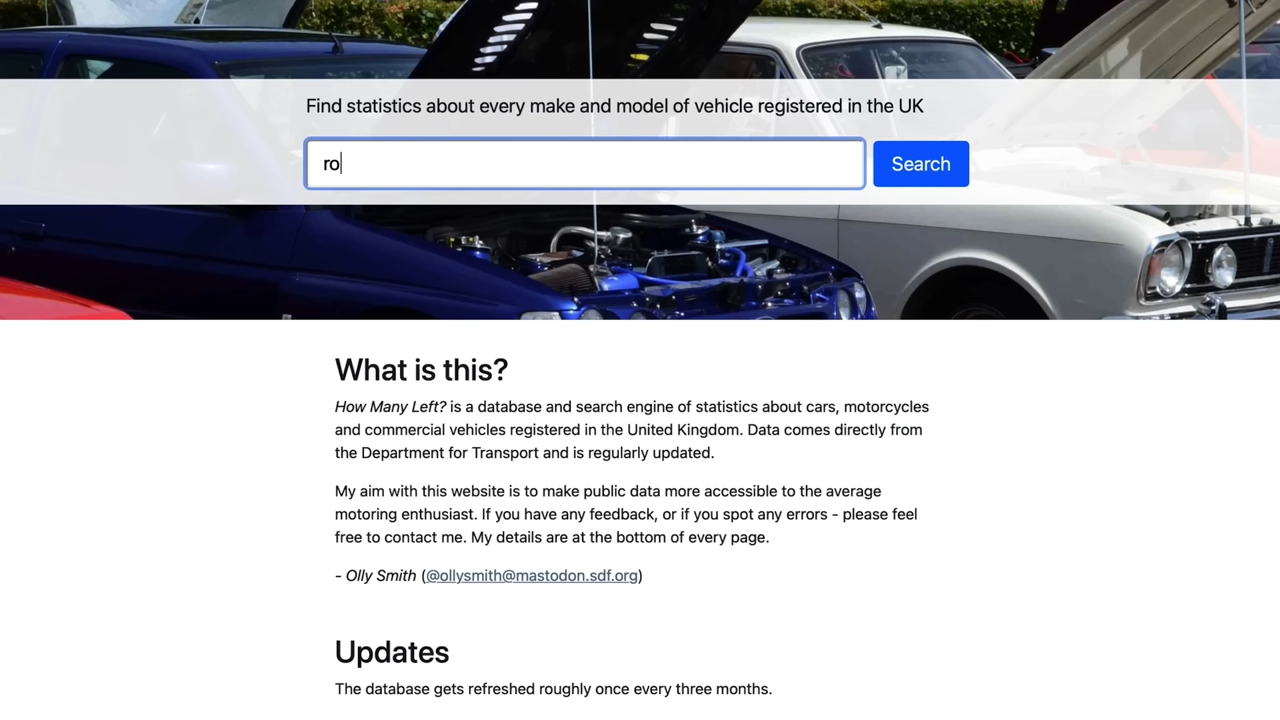 Find statistics about every make and model of vehicle registered in the UK
ro
Search
What is this?
How Many Left? is a database and search engine of statistics about cars, motorcycles
and commercial vehicles registered in the United Kingdom. Data comes directly from
the Department for Transport and is regularly updated.
My aim with this website is to make public data more accessible to the average
motoring enthusiast. If you have any feedback, or if you spot any errors - please feel
free to contact me. My details are at the bottom of every page.
- Olly Smith (@ollysmith@mastodon.sdf.org)
Updates
The database gets refreshed roughly once every three months.